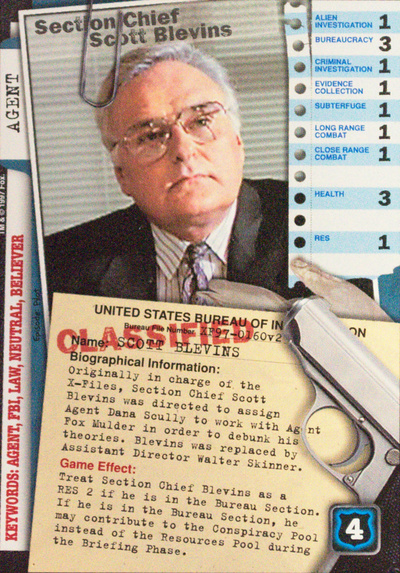 Section Chief
Scott Blevins
AGENT
TM & © 1997 Fox.
KEYWORDS: AGENT, FBI, LAW, NEUTRAL, BELIEVER
Episode: Pilot
ALIEN
INVESTIGATION 1
BUREAUCRACY 3
CRIMINAL
INVESTIGATION 1
EVIDENCE
COLLECTION 1
SUBTERFUGE 1
LONG RANGE
COMBAT 1
CLOSE RANGE
COMBAT 1
HEALTH 3
RES 1
UNITED STATES BUREAU OF IN ION
Bureau File Number XF97-0160v2
CLASSIFIED
Name: SCOTT BLEVINS
Biographical Information:
Originally in charge of the
X-Files, Section Chief Scott
Blevins was directed to assign
Agent Dana Scully to work with Agent
Fox Mulder in order to debunk his
theories. Blevins was replaced by
Assistant Director Walter Skinner.
Game Effect:
Treat Section Chief Blevins as a
RES 2 if he is in the Bureau Section.
If he is in the Bureau Section, he
may contribute to the Conspiracy Pool
instead of the Resources Pool during
the Briefing Phase.
4